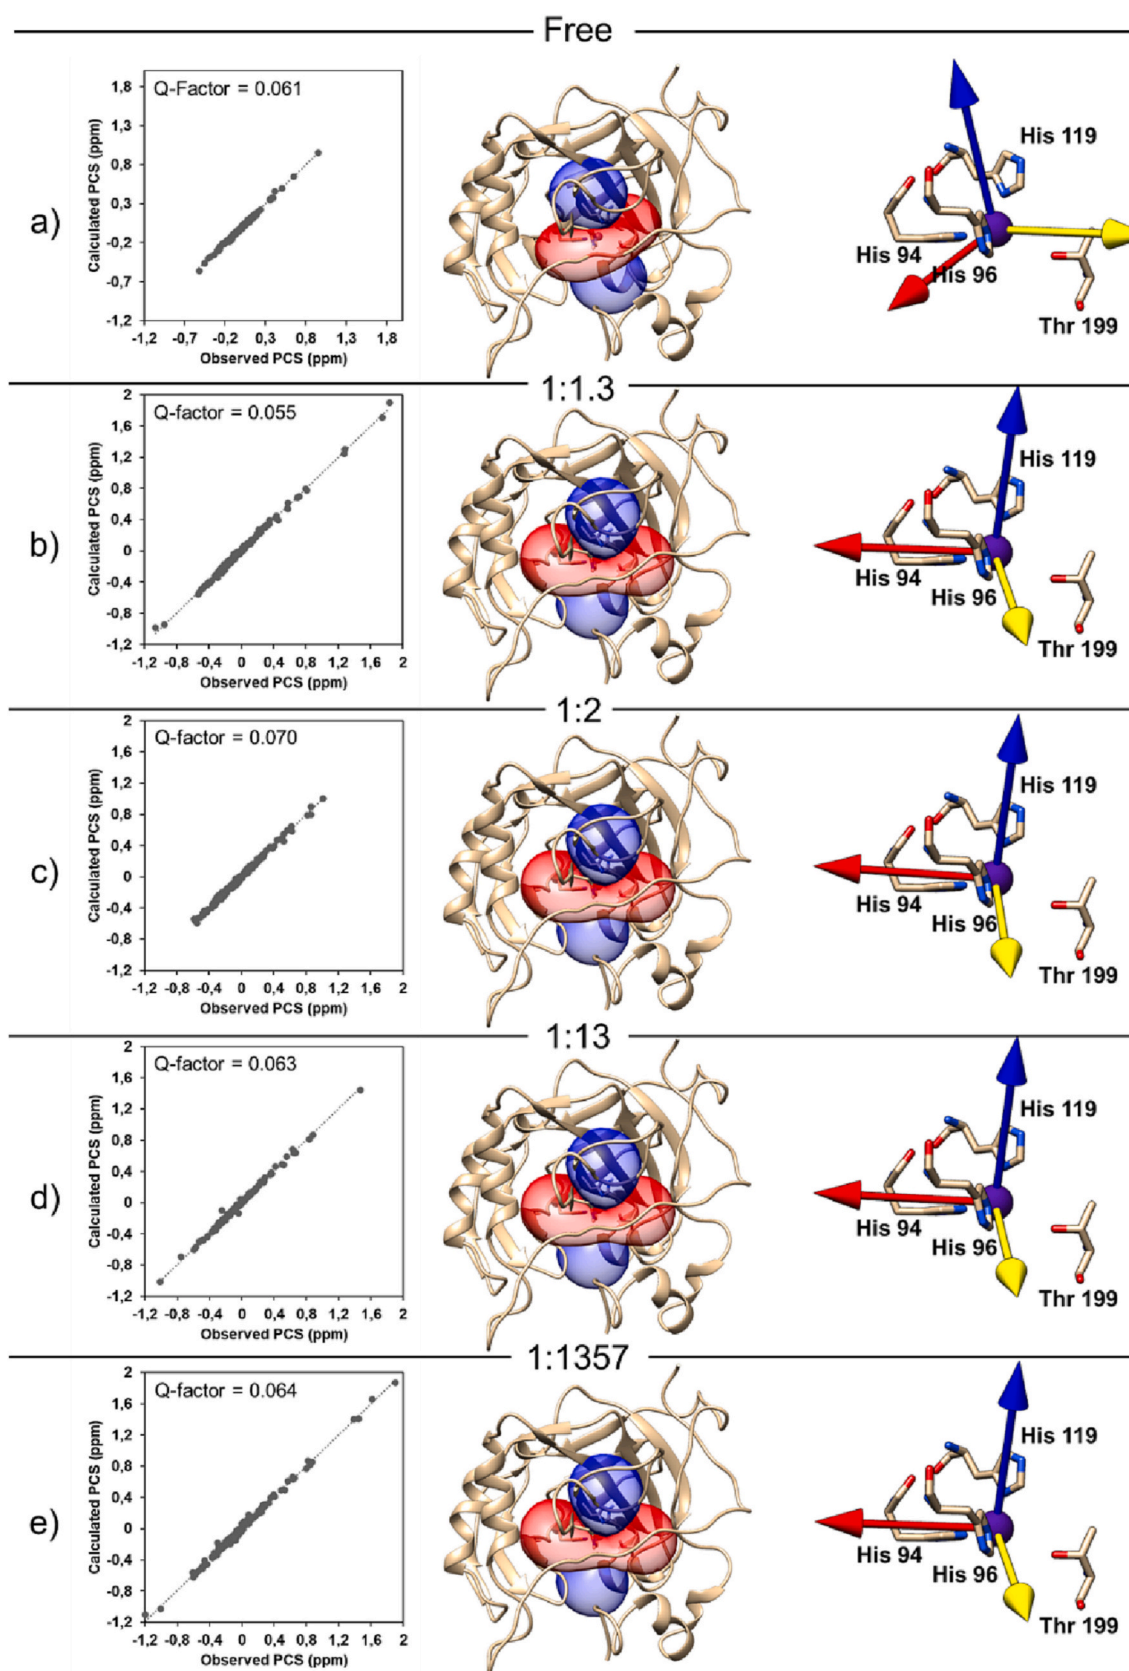 Free
a)
Q-Factor = 0.061
Calculated PCS (ppm)
1,8
1,3
0,8
0,3
-0,2
-0,7
-1,2
-1,2 -0,7 -0,2 0,3 0,8 1,3 1,8
Observed PCS (ppm)
His 119
His 94
His 96
Thr 199
1:1.3
b)
Q-factor = 0.055
Calculated PCS (ppm)
2
1,6
1,2
0,8
0,4
0
-0,4
-0,8
-1,2
-1,2 -0,8 -0,4 0 0,4 0,8 1,2 1,6 2
Observed PCS (ppm)
His 119
His 94
His 96
Thr 199
1:2
c)
Q-factor = 0.070
Calculated PCS (ppm)
2
1,6
1,2
0,8
0,4
0
-0,4
-0,8
-1,2
-1,2 -0,8 -0,4 0 0,4 0,8 1,2 1,6 2
Observed PCS (ppm)
His 119
His 94
His 96
Thr 199
1:13
d)
Q-factor = 0.063
Calculated PCS (ppm)
2
1,6
1,2
0,8
0,4
0
-0,4
-0,8
-1,2
-1,2 -0,8 -0,4 0 0,4 0,8 1,2 1,6 2
Observed PCS (ppm)
His 119
His 94
His 96
Thr 199
1:1357
e)
Q-factor = 0.064
Calculated PCS (ppm)
2
1,6
1,2
0,8
0,4
0
-0,4
-0,8
-1,2
-1,2 -0,8 -0,4 0 0,4 0,8 1,2 1,6 2
Observed PCS (ppm)
His 119
His 94
His 96
Thr 199